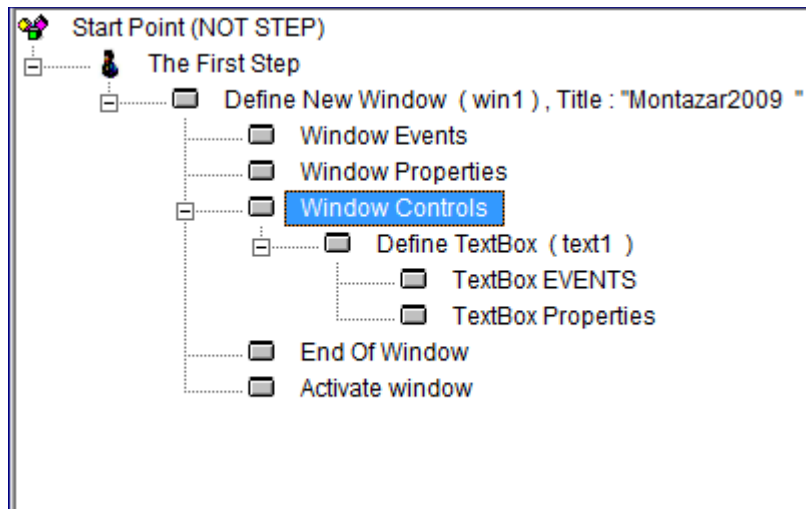 Start Point (NOT STEP)
The First Step
Define New Window ( win1 ) , Title : "Montazar2009 "
Window Events
Window Properties
Window Controls
Define TextBox ( text1 )
TextBox EVENTS
TextBox Properties
End Of Window
Activate window